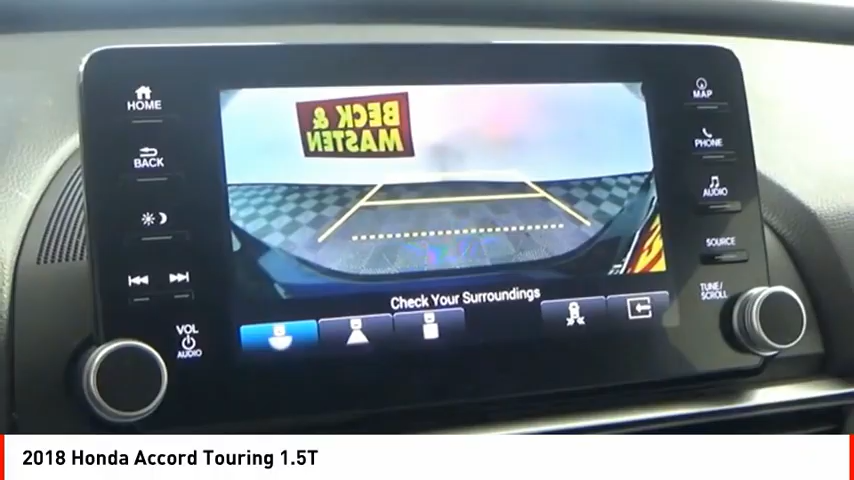 HOME
BACK
VOL
AUDIO
BECK &
MASTEN
Check Your Surroundings
MAP
PHONE
AUDIO
SOURCE
TUNE/
SCROLL
2018 Honda Accord Touring 1.5T